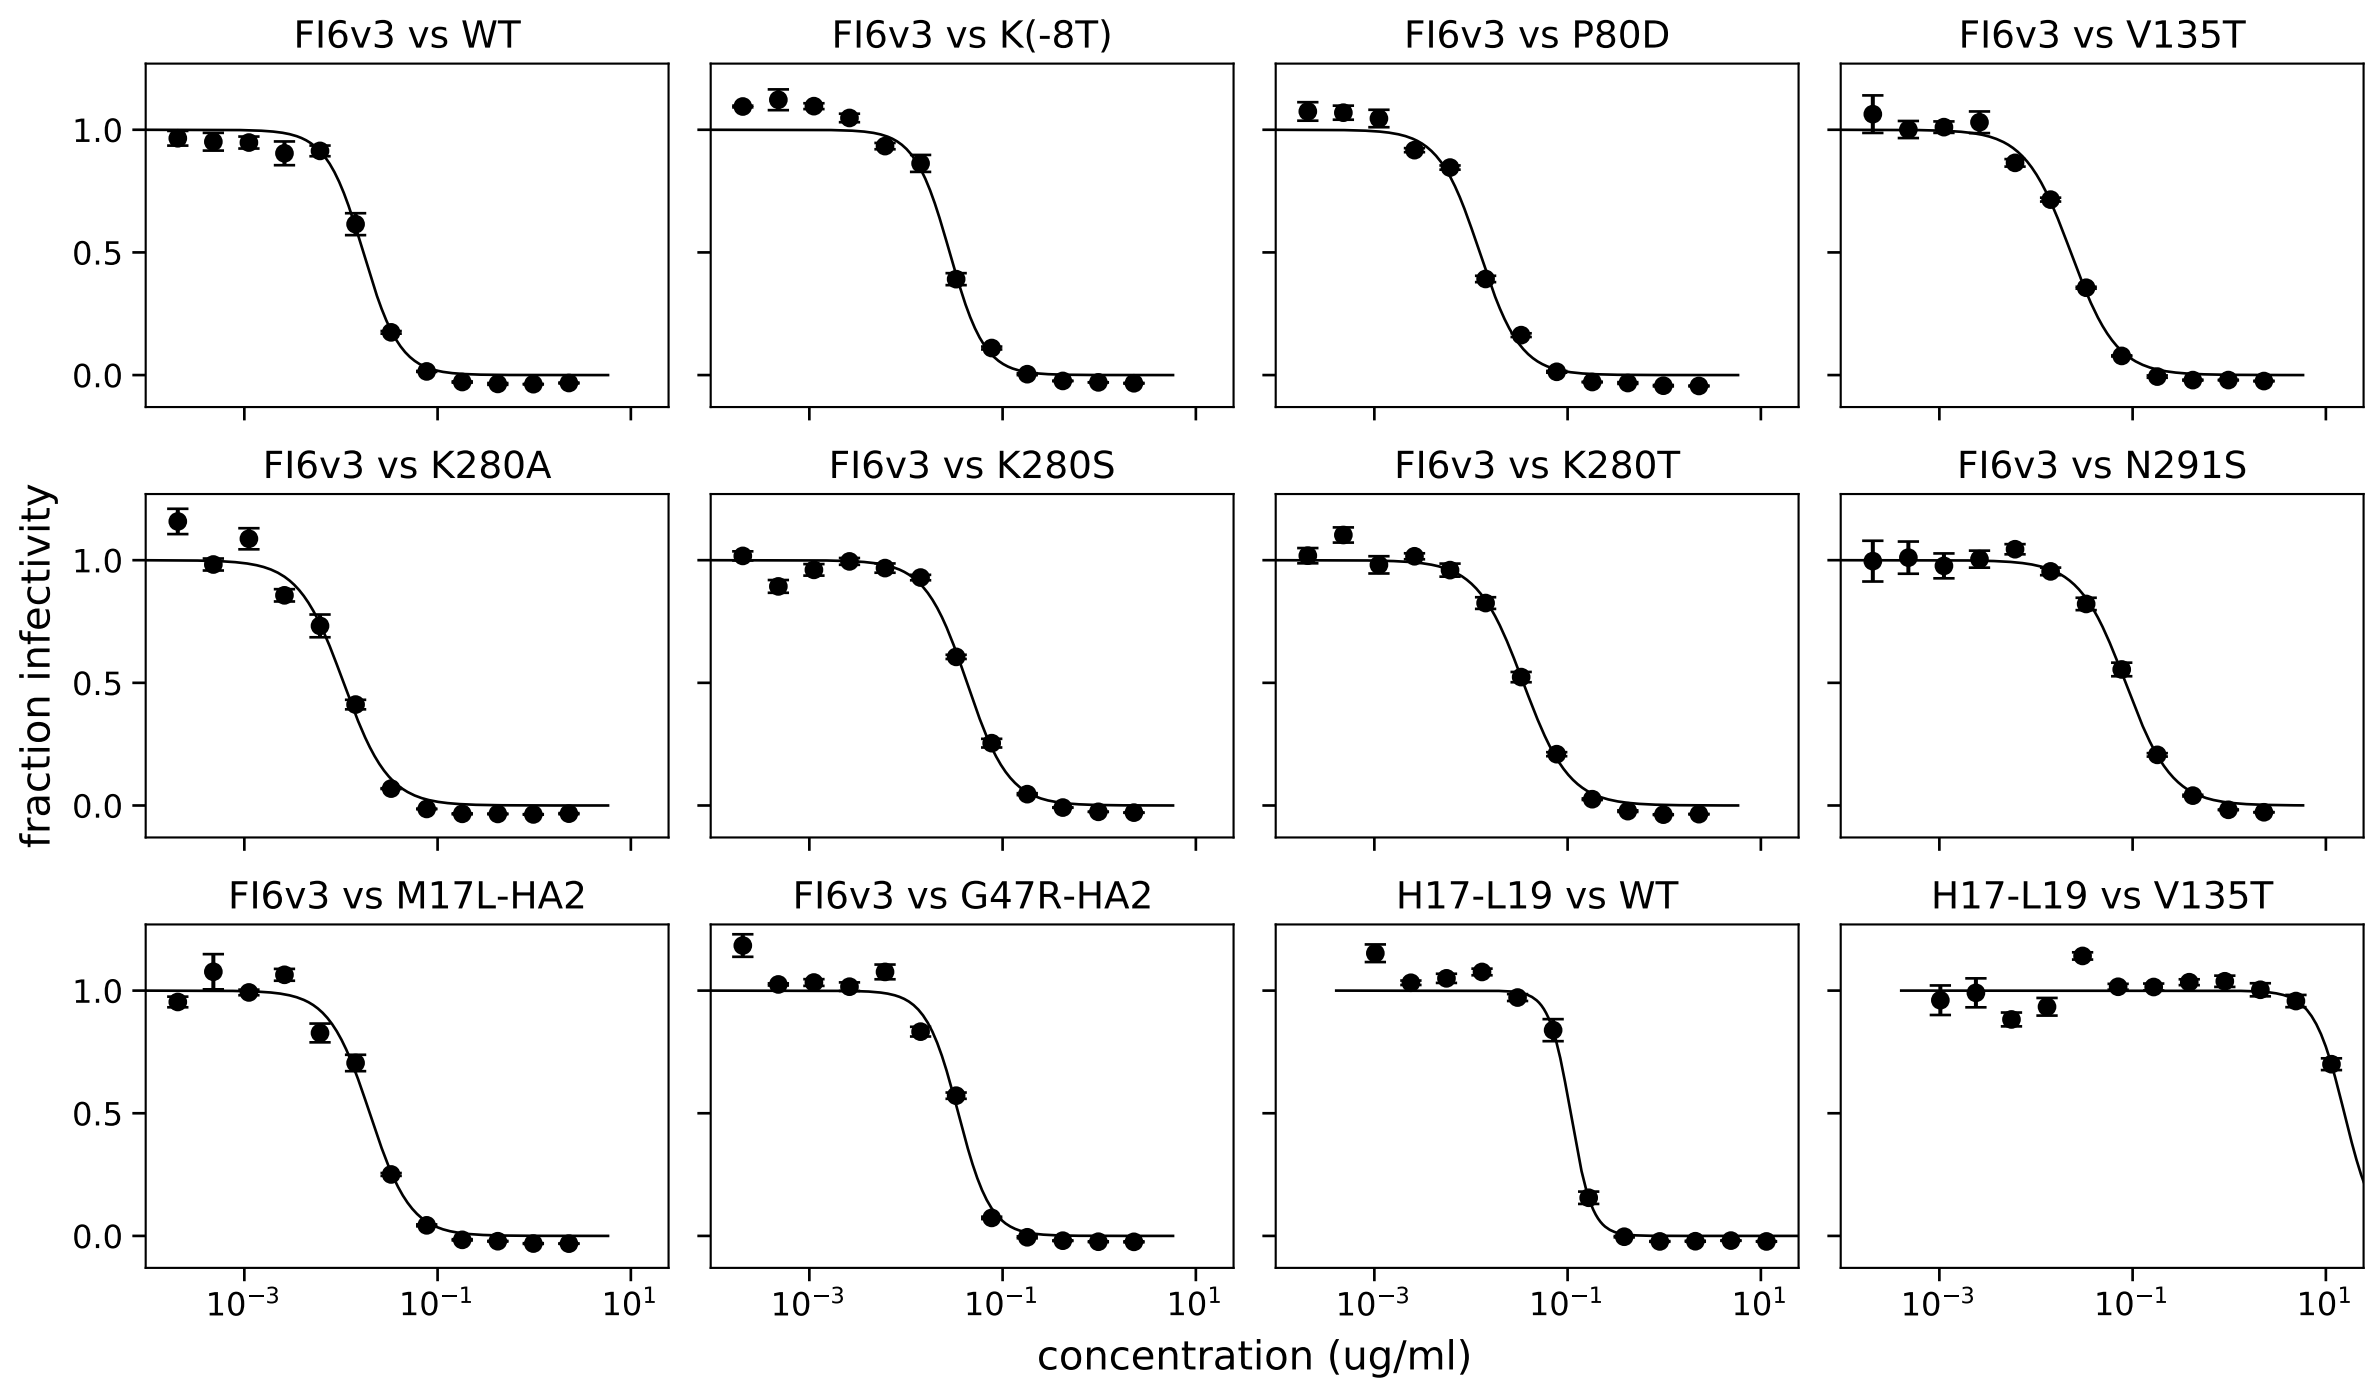 FI6v3 vs WT
FI6v3 vs K(-8T)
FI6v3 vs P80D
FI6v3 vs V135T
1.0
0.5
0.0
FI6v3 vs K280A
FI6v3 vs K280S
FI6v3 vs K280T
FI6v3 vs N291S
fraction infectivity
1.0
0.5
0.0
FI6v3 vs M17L-HA2
FI6v3 vs G47R-HA2
H17-L19 vs WT
H17-L19 vs V135T
1.0
0.5
0.0
10⁻³ 10⁻¹ 10¹
10⁻³ 10⁻¹ 10¹
10⁻³ 10⁻¹ 10¹
10⁻³ 10⁻¹ 10¹
concentration (ug/ml)